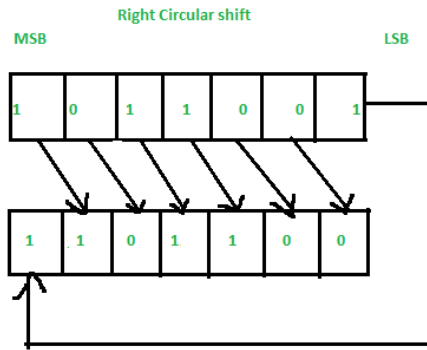 Right Circular shift
MSB LSB
1 0 1 1 0 0 1
1 1 0 1 1 0 0